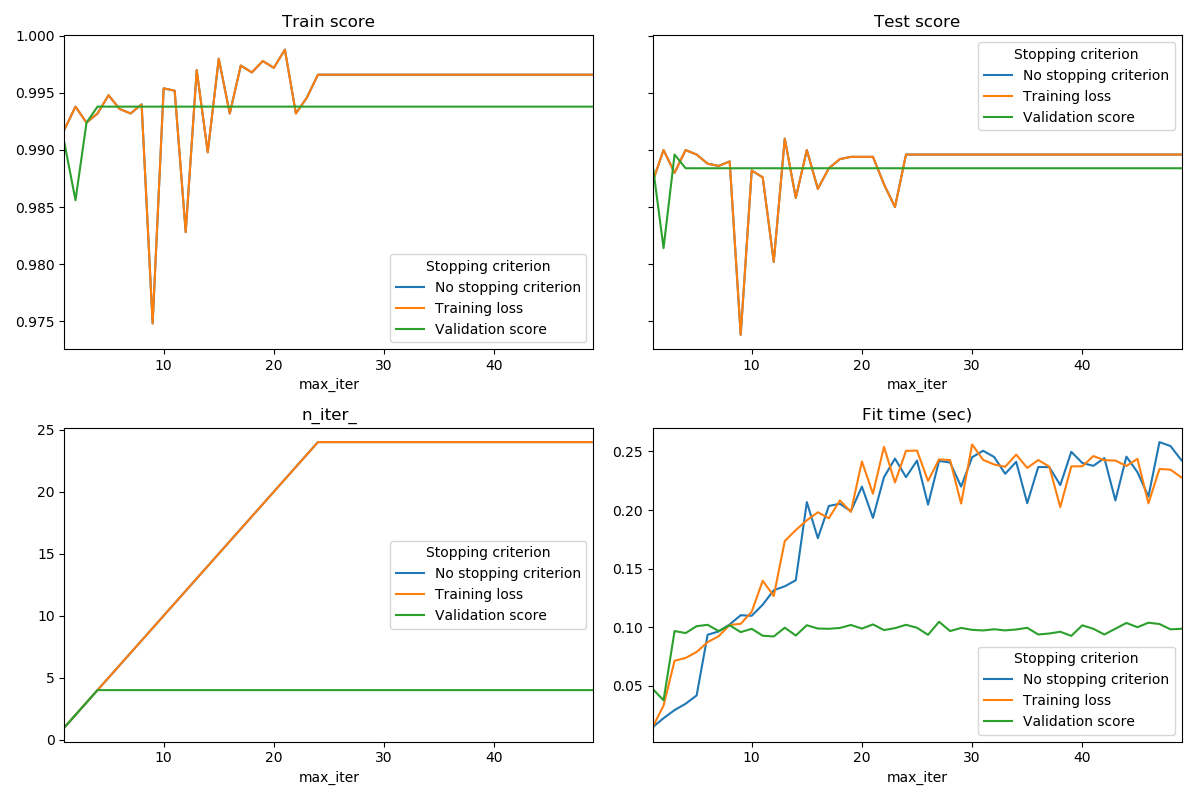 Train score
1.000
0.995
0.990
0.985
0.980
0.975
Stopping criterion
No stopping criterion
Training loss
Validation score
10
20
30
40
max_iter
Test score
Stopping criterion
No stopping criterion
Training loss
Validation score
10
20
30
40
max_iter
n_iter_
25
20
15
10
5
0
Stopping criterion
No stopping criterion
Training loss
Validation score
10
20
30
40
max_iter
Fit time (sec)
0.25
0.20
0.15
0.10
0.05
Stopping criterion
No stopping criterion
Training loss
Validation score
10
20
30
40
max_iter